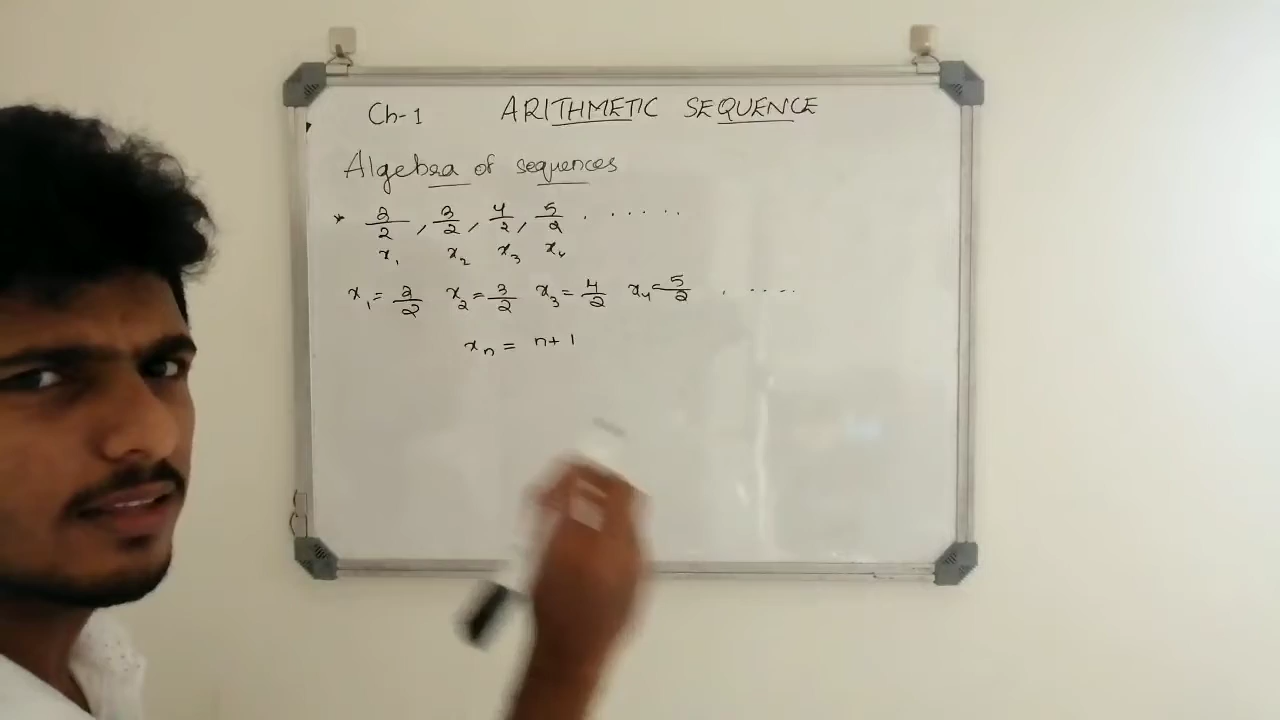 Ch-1 ARITHMETIC SEQUENCE
Algebra of sequences
* 2/2, 3/2, 4/2, 5/2 . . . . . .
x₁ x₂ x₃ x₄
x₁ = 2/2 x₂ = 3/2 x₃ = 4/2 x₄ = 5/2 . . . . .
xₙ = n+1